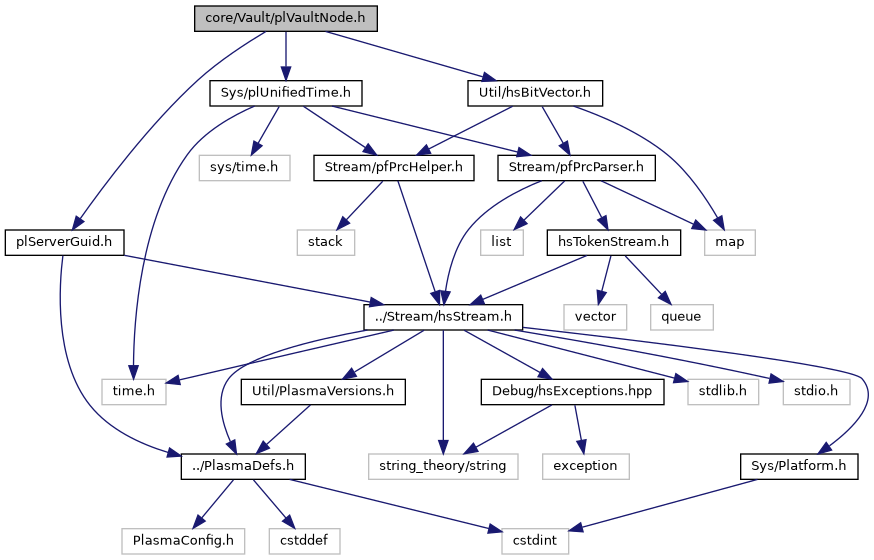 core/Vault/plVaultNode.h
Sys/plUnifiedTime.h
Util/hsBitVector.h
sys/time.h
Stream/pfPrcHelper.h
Stream/pfPrcParser.h
plServerGuid.h
stack
list
hsTokenStream.h
map
../Stream/hsStream.h
vector
queue
time.h
Util/PlasmaVersions.h
Debug/hsExceptions.hpp
stdlib.h
stdio.h
../PlasmaDefs.h
string_theory/string
exception
Sys/Platform.h
PlasmaConfig.h
cstddef
cstdint